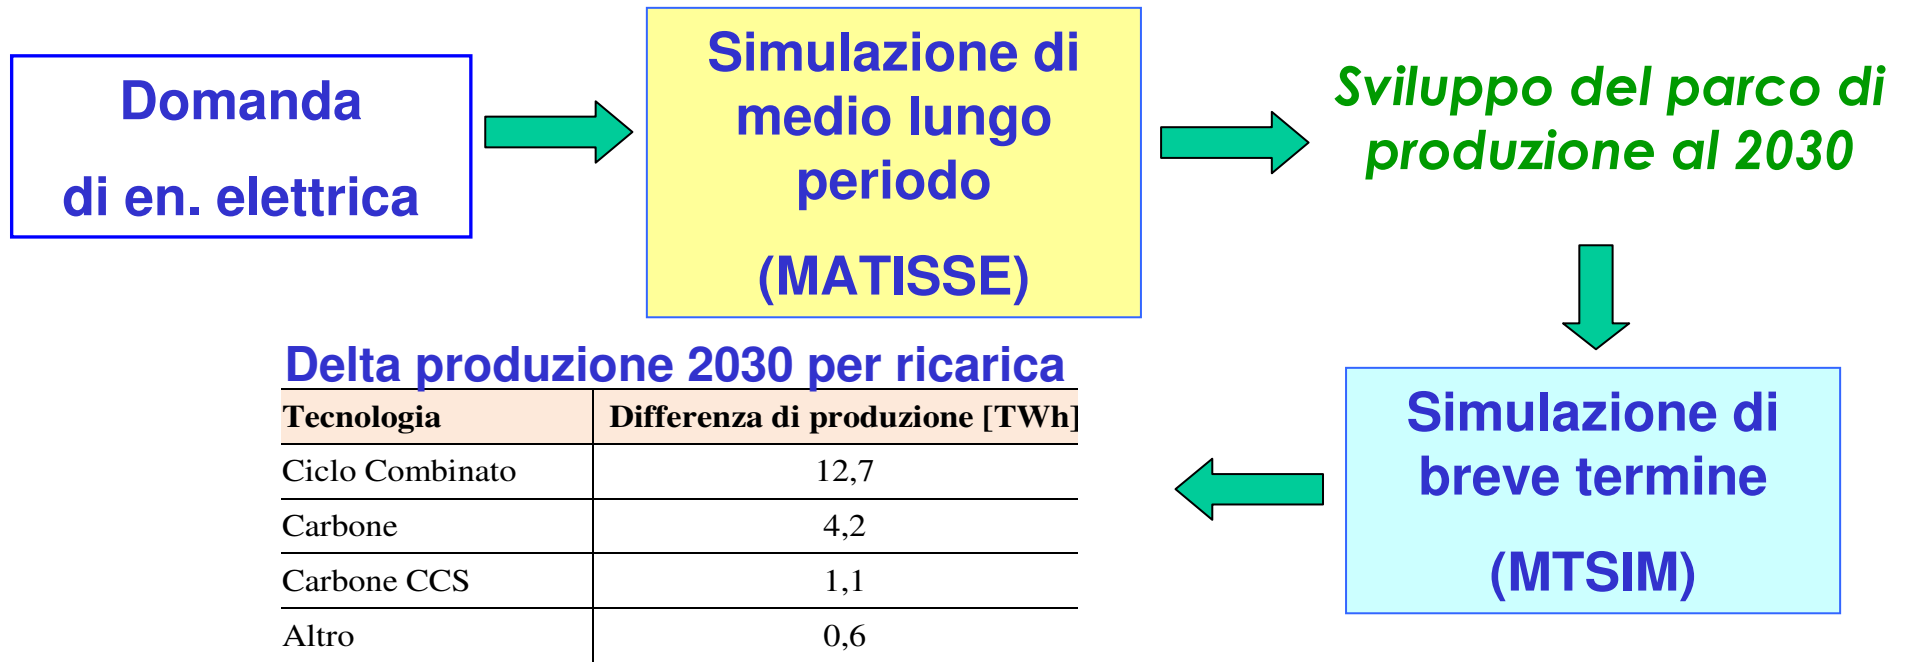 Domanda
di en. elettrica
Simulazione di
medio lungo
periodo
(MATISSE)
Sviluppo del parco di
produzione al 2030
Simulazione di
breve termine
(MTSIM)
Delta produzione 2030 per ricarica
Tecnologia Differenza di produzione [TWh]
Ciclo Combinato 12,7
Carbone 4,2
Carbone CCS 1,1
Altro 0,6